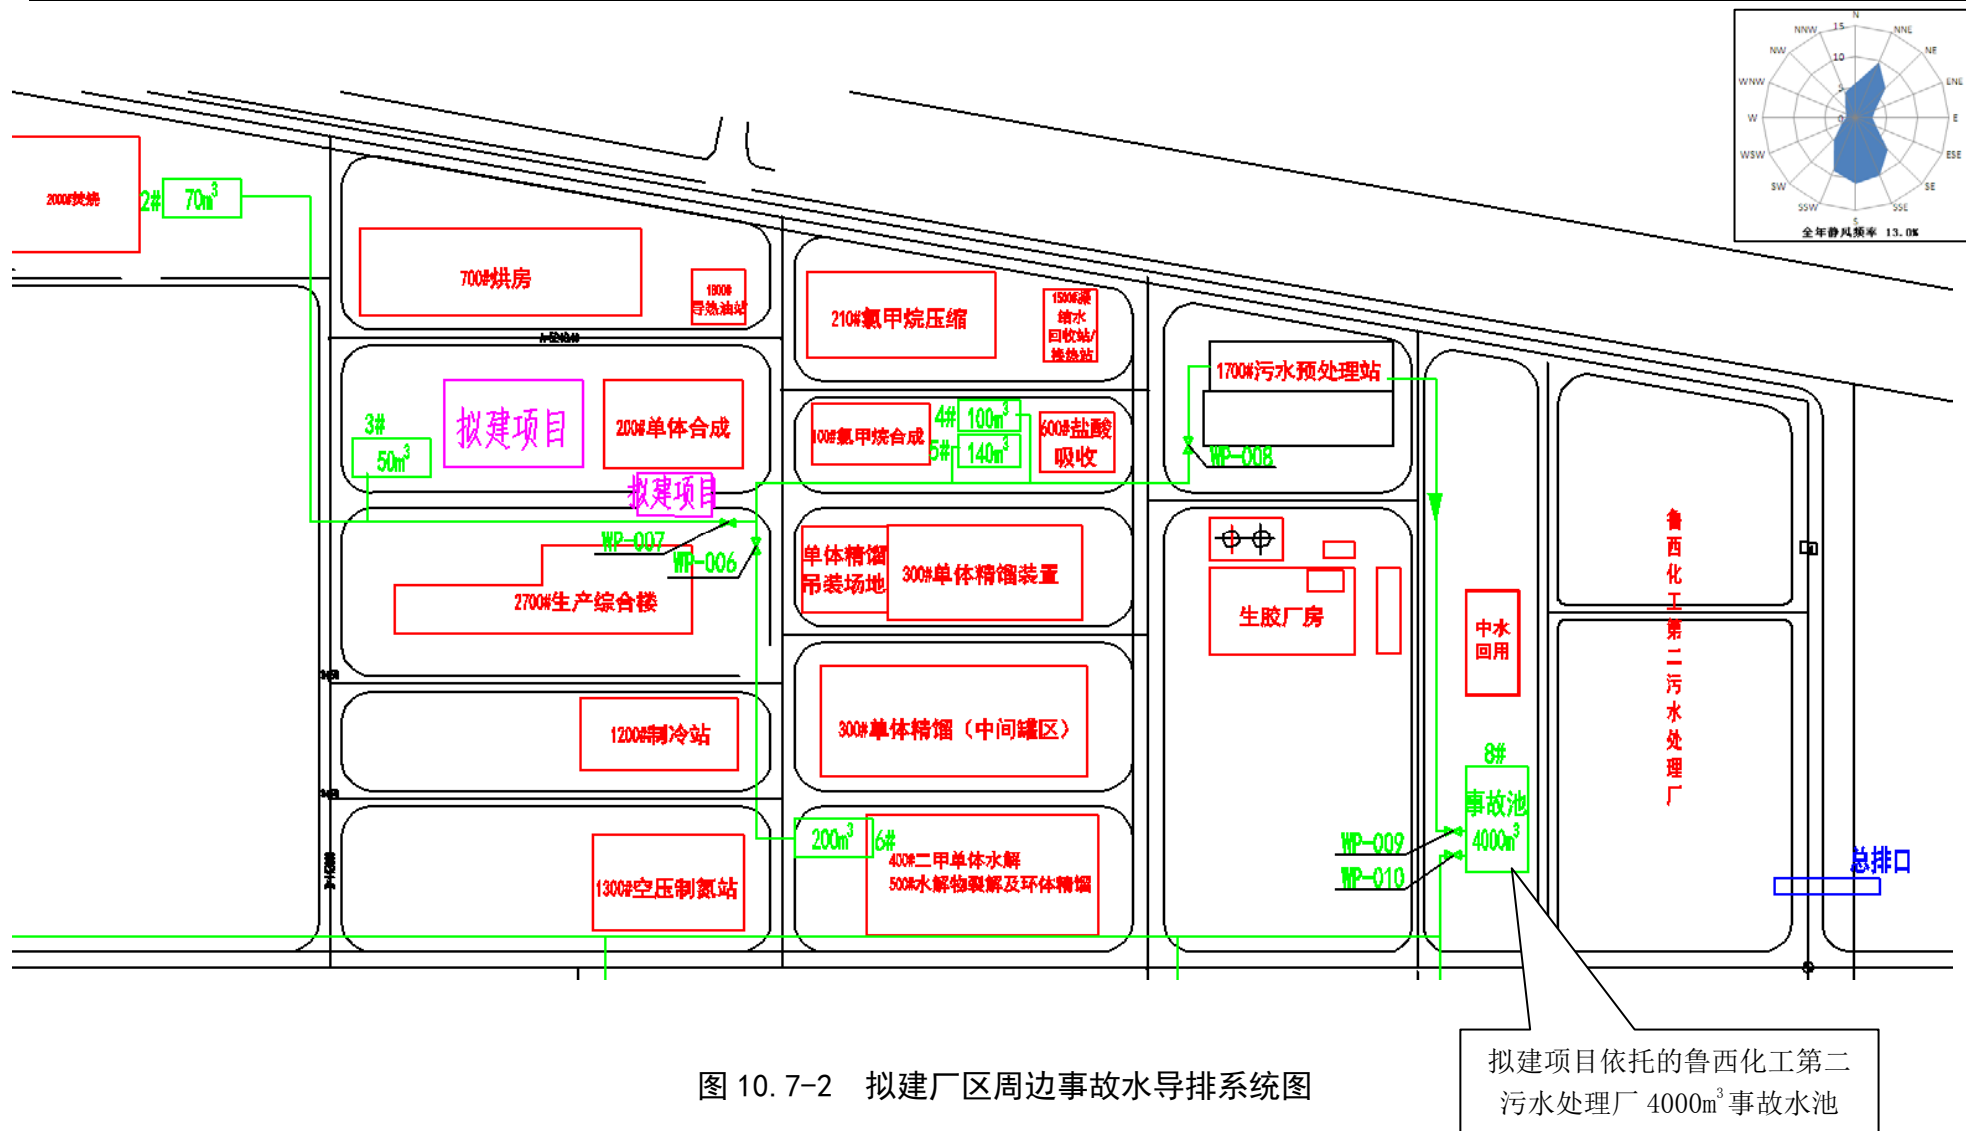 N
NNE
NE
ENE
E
ESE
SE
SSE
S
SSW
SW
WSW
W
WNW
NW
NNW
15
10
5
0
全年静风频率 13.0%
2000#焚烧
2#
70m³
700#烘房
1800#
导热油站
210#氯甲烷压缩
1500#凝
结水
回收站/
换热站
1700#污水预处理站
3#
50m³
拟建项目
200#单体合成
拟建项目
100#氯甲烷合成
4#
100m³
5#
140m³
600#盐酸
吸收
WP-008
WP-007
WP-006
2700#生产综合楼
单体精馏
吊装场地
300#单体精馏装置
生胶厂房
中水
回用
鲁西化工第二污水处理厂
1200#制冷站
300#单体精馏（中间罐区）
8#
事故池
4000m³
WP-009
WP-010
200m³
6#
400#二甲单体水解
500#水解物裂解及环体精馏
1300#空压制氮站
总排口
拟建项目依托的鲁西化工第二
污水处理厂 4000m³事故水池
图 10.7-2 拟建厂区周边事故水导排系统图